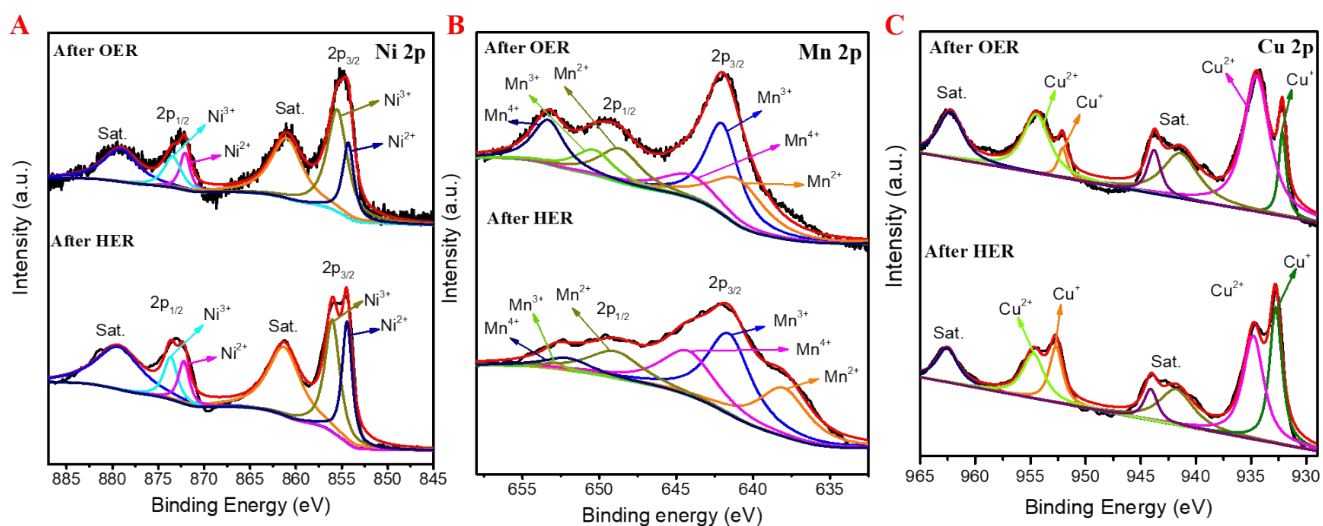 A
After OER
Ni 2p
2p3/2
Ni3+
Ni2+
Sat.
2p1/2
Ni3+
Ni2+
Sat.
After HER
2p3/2
Ni3+
Ni2+
Sat.
2p1/2
Ni3+
Ni2+
Sat.
Intensity (a.u.)
885 880 875 870 865 860 855 850 845
Binding Energy (eV)
B
After OER
Mn 2p
2p3/2
Mn3+
Mn2+
2p1/2
Mn4+
Mn3+
Mn4+
Mn2+
After HER
2p3/2
Mn3+
Mn2+
2p1/2
Mn4+
Mn3+
Mn4+
Mn2+
Intensity (a.u.)
655 650 645 640 635
Binding energy (eV)
C
After OER
Cu 2p
Cu2+
Cu+
Sat.
Cu2+
Cu+
Sat.
After HER
Cu2+
Cu+
Cu2+
Cu+
Sat.
Sat.
Intensity (a.u.)
965 960 955 950 945 940 935 930
Binding Energy (eV)